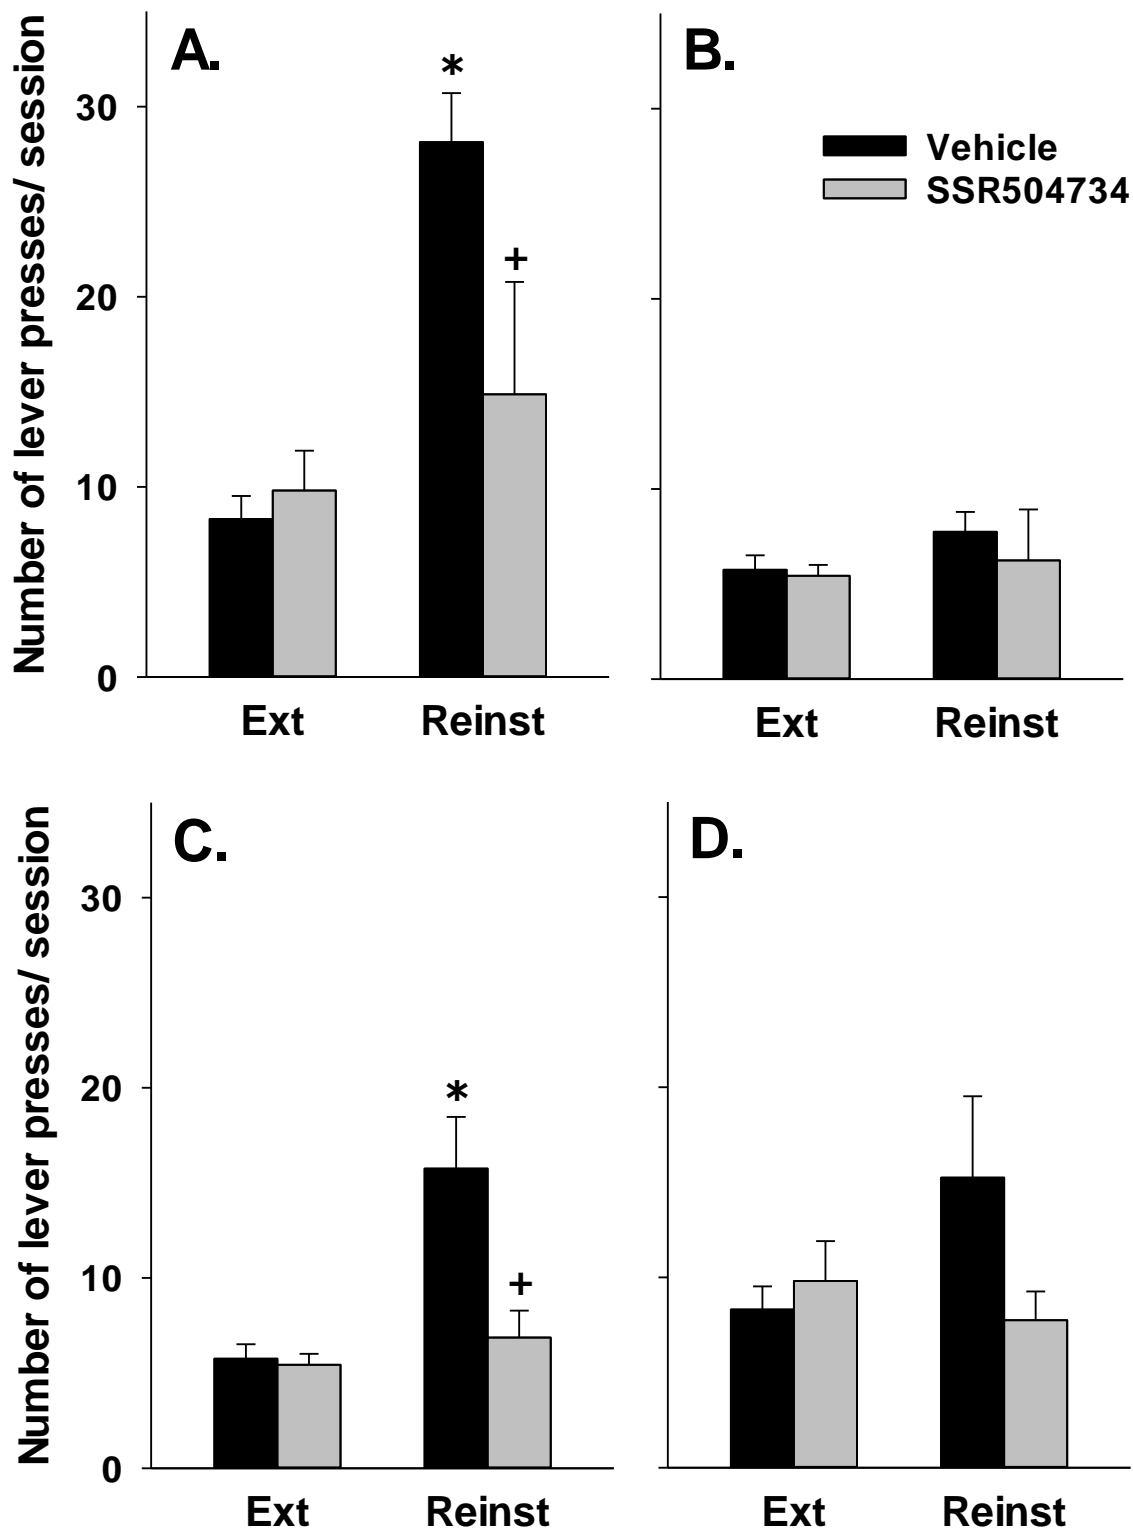 A.
*
+
30
20
10
0
Number of lever presses/ session
Ext
Reinst
B.
Vehicle
SSR504734
Ext
Reinst
C.
*
+
30
20
10
0
Number of lever presses/ session
Ext
Reinst
D.
Ext
Reinst